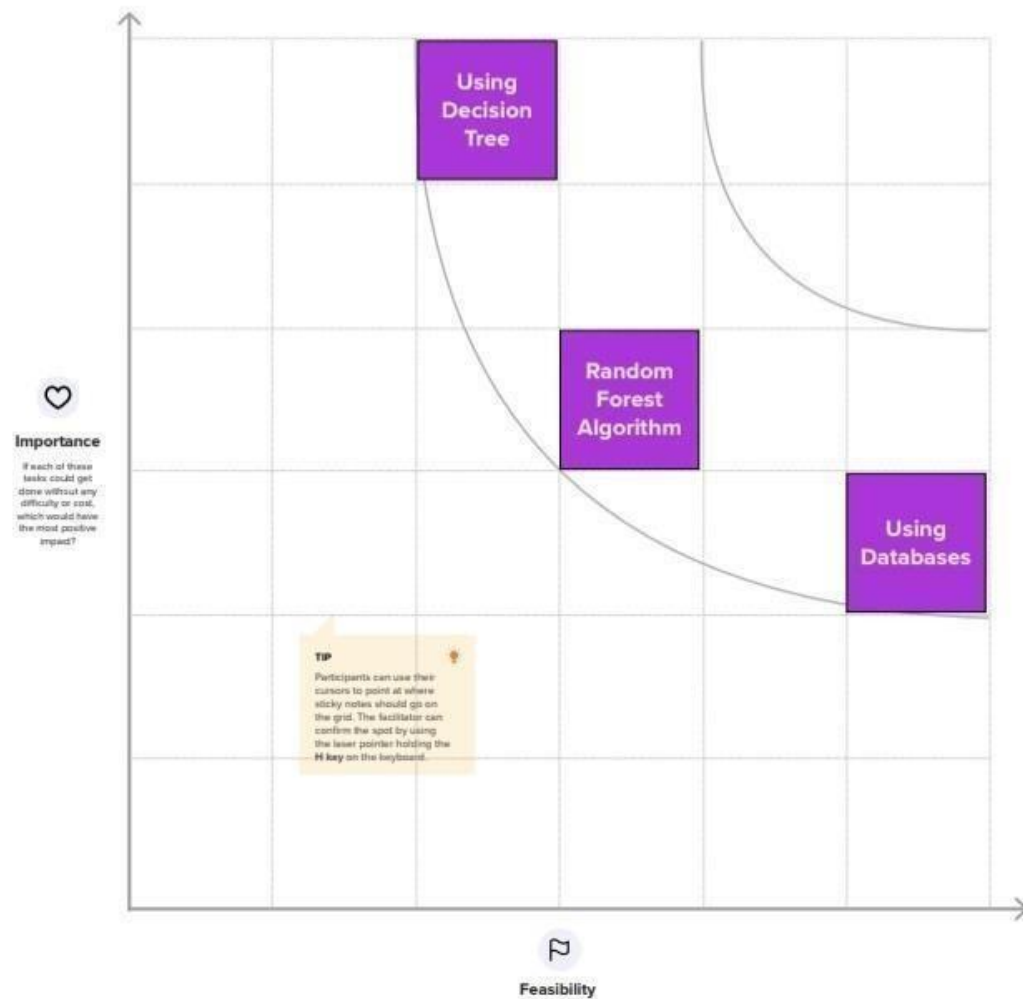 Using
Decision
Tree
Random
Forest
Algorithm
Importance
If each of these
tasks could get
done without any
difficulty or cost,
which would have
the most positive
impact?
Using
Databases
TIP
Participants can use their
cursors to point at where
sticky notes should go on
the grid. The facilitator can
confirm the spot by using
the laser pointer holding the
H key on the keyboard.
Feasibility